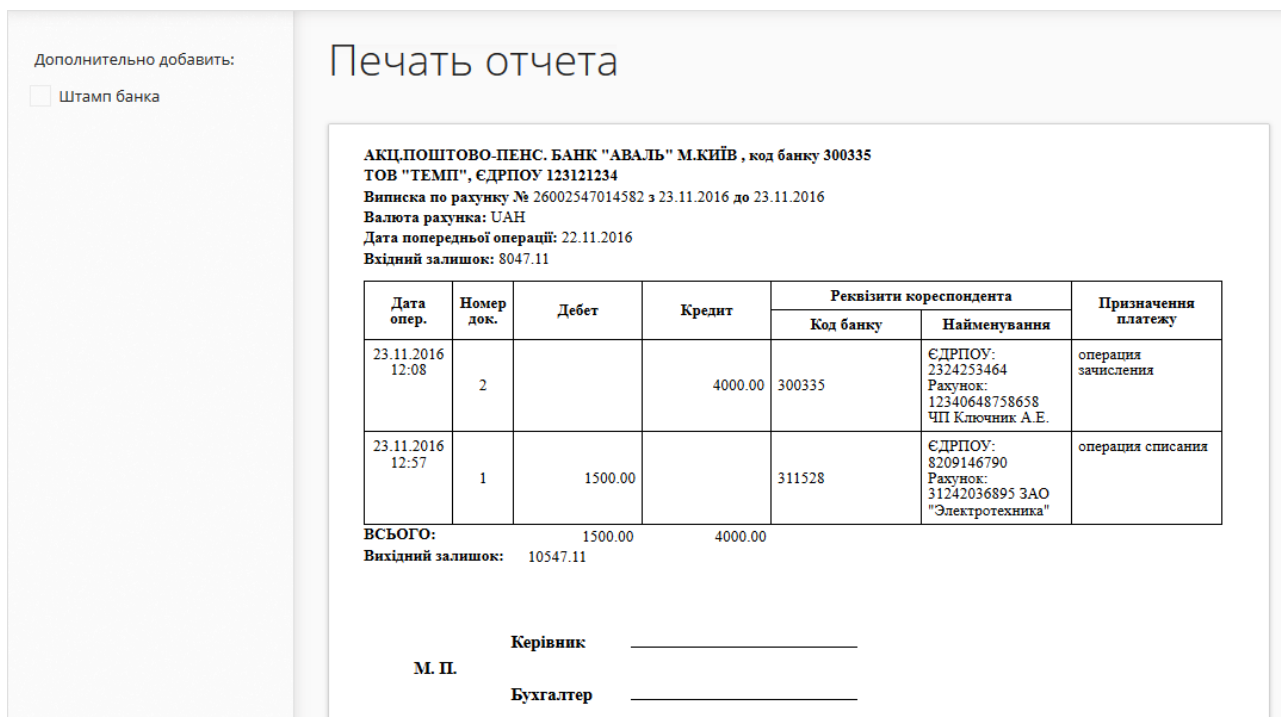 Дополнительно добавить:
Штамп банка
Печать отчета
АКЦ.ПОШТОВО-ПЕНС. БАНК "АВАЛЬ" М.КИЇВ , код банку 300335
ТОВ "ТЕМП", ЄДРПОУ 123121234
Виписка по рахунку № 26002547014582 з 23.11.2016 до 23.11.2016
Валюта рахунка: UAH
Дата попередньої операції: 22.11.2016
Вхідний залишок: 8047.11
Дата опер. Номер док. Дебет Кредит Реквізити кореспондента Призначення платежу
Код банку Найменування
23.11.2016 ЄДРПОУ: операция
12:08 2324253464 зачисления
2 4000.00 300335 Рахунок:
12340648758658
ЧП Ключник А.Е.
23.11.2016 ЄДРПОУ: операция списания
12:57 8209146790
1 1500.00 311528 Рахунок:
31242036895 ЗАО
"Электротехника"
ВСЬОГО: 1500.00 4000.00
Вихідний залишок: 10547.11
Керівник
М. П.
Бухгалтер